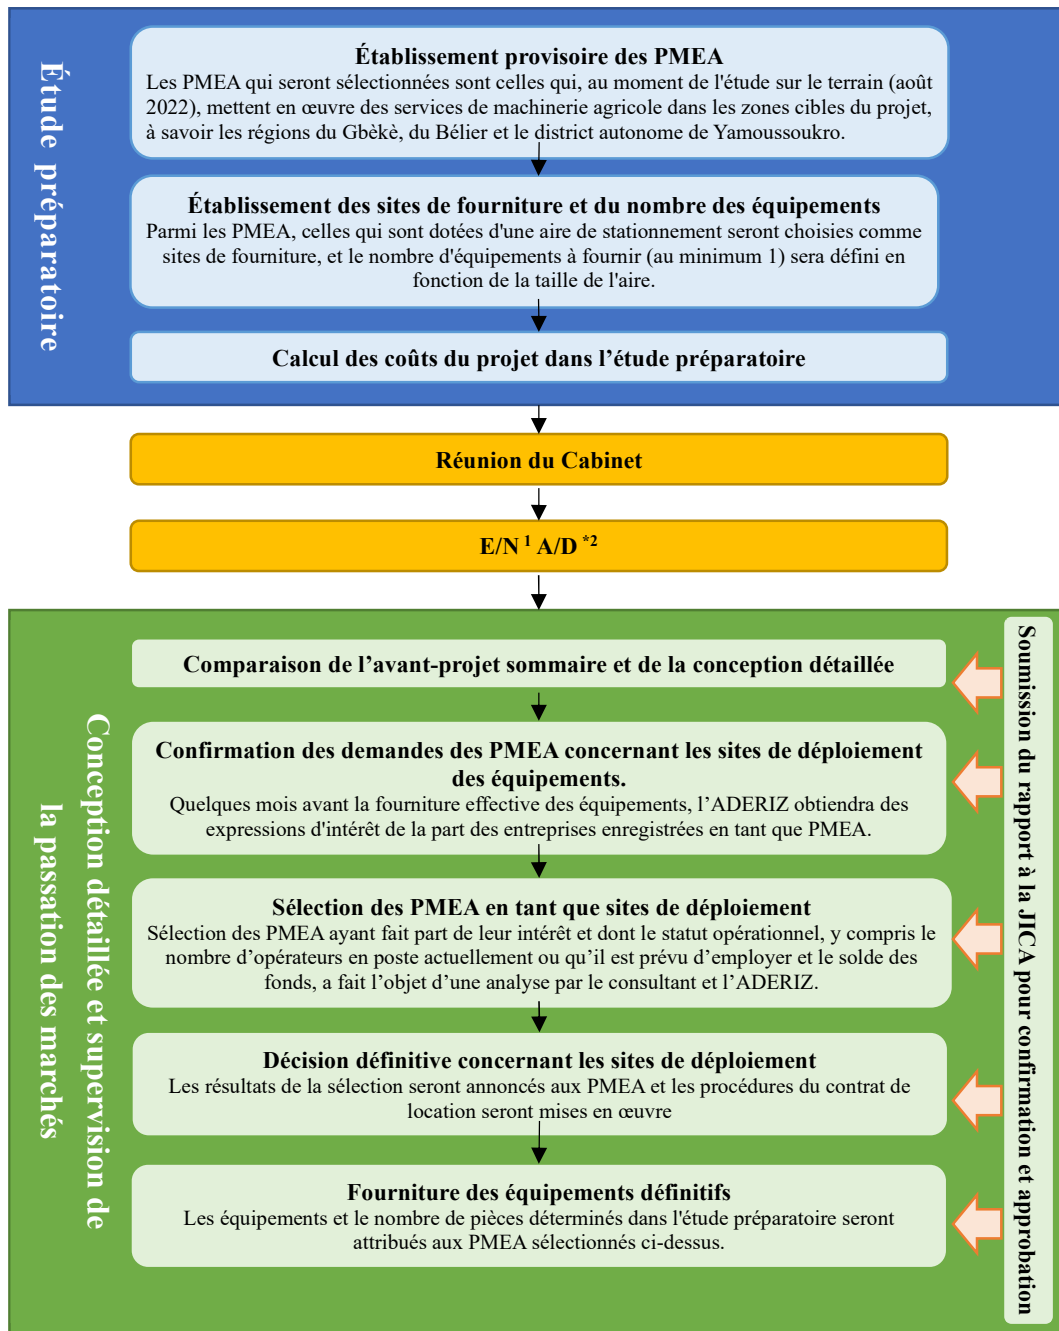 Étude préparatoire
Établissement provisoire des PMEA
Les PMEA qui seront sélectionnées sont celles qui, au moment de l'étude sur le terrain (août
2022), mettent en œuvre des services de machinerie agricole dans les zones cibles du projet,
à savoir les régions du Gbèkè, du Bélier et le district autonome de Yamoussoukro.
Établissement des sites de fourniture et du nombre des équipements
Parmi les PMEA, celles qui sont dotées d'une aire de stationnement seront choisies comme
sites de fourniture, et le nombre d'équipements à fournir (au minimum 1) sera défini en
fonction de la taille de l'aire.
Calcul des coûts du projet dans l’étude préparatoire
Réunion du Cabinet
E/N ¹ A/D *²
Conception détaillée et supervision de
la passation des marchés
Comparaison de l’avant-projet sommaire et de la conception détaillée
Confirmation des demandes des PMEA concernant les sites de déploiement
des équipements.
Quelques mois avant la fourniture effective des équipements, l’ADERIZ obtiendra des
expressions d'intérêt de la part des entreprises enregistrées en tant que PMEA.
Sélection des PMEA en tant que sites de déploiement
Sélection des PMEA ayant fait part de leur intérêt et dont le statut opérationnel, y compris le
nombre d’opérateurs en poste actuellement ou qu’il est prévu d’employer et le solde des
fonds, a fait l’objet d’une analyse par le consultant et l’ADERIZ.
Décision définitive concernant les sites de déploiement
Les résultats de la sélection seront annoncés aux PMEA et les procédures du contrat de
location seront mises en œuvre
Fourniture des équipements définitifs
Les équipements et le nombre de pièces déterminés dans l'étude préparatoire seront
attribués aux PMEA sélectionnés ci-dessus.
Soumission du rapport à la JICA pour confirmation et approbation